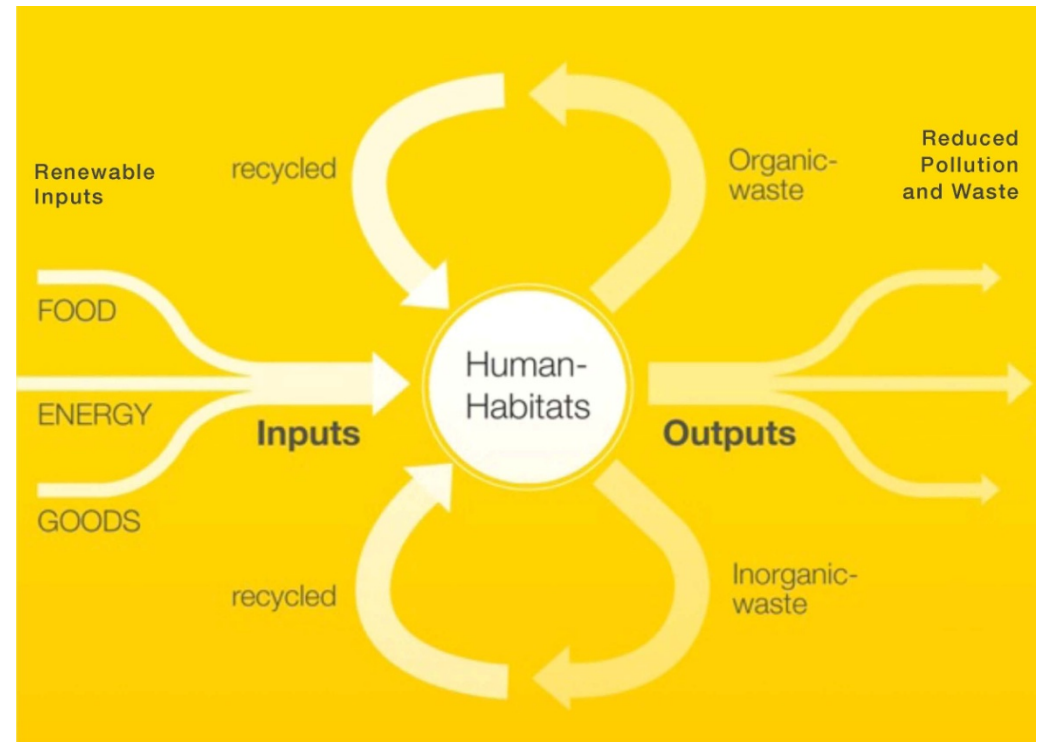 Renewable
Inputs
recycled
Organic-
waste
Reduced
Pollution
and Waste
FOOD
ENERGY
GOODS
Inputs
Human-
Habitats
Outputs
recycled
Inorganic-
waste